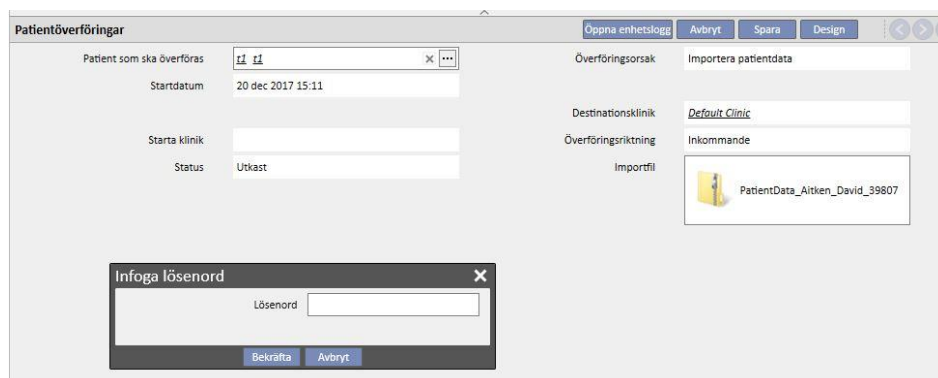 Patientöverföringar
Öppna enhetslogg Avbryt Spara Design
Patient som ska överföras t1 t1
Överföringsorsak Importera patientdata
Startdatum 20 dec 2017 15:11
Destinationsklinik Default Clinic
Starta klinik
Överföringsriktning Inkommande
Status Utkast
Importfil
PatientData_Aitken_David_39807
Infoga lösenord
Lösenord
Bekräfta Avbryt